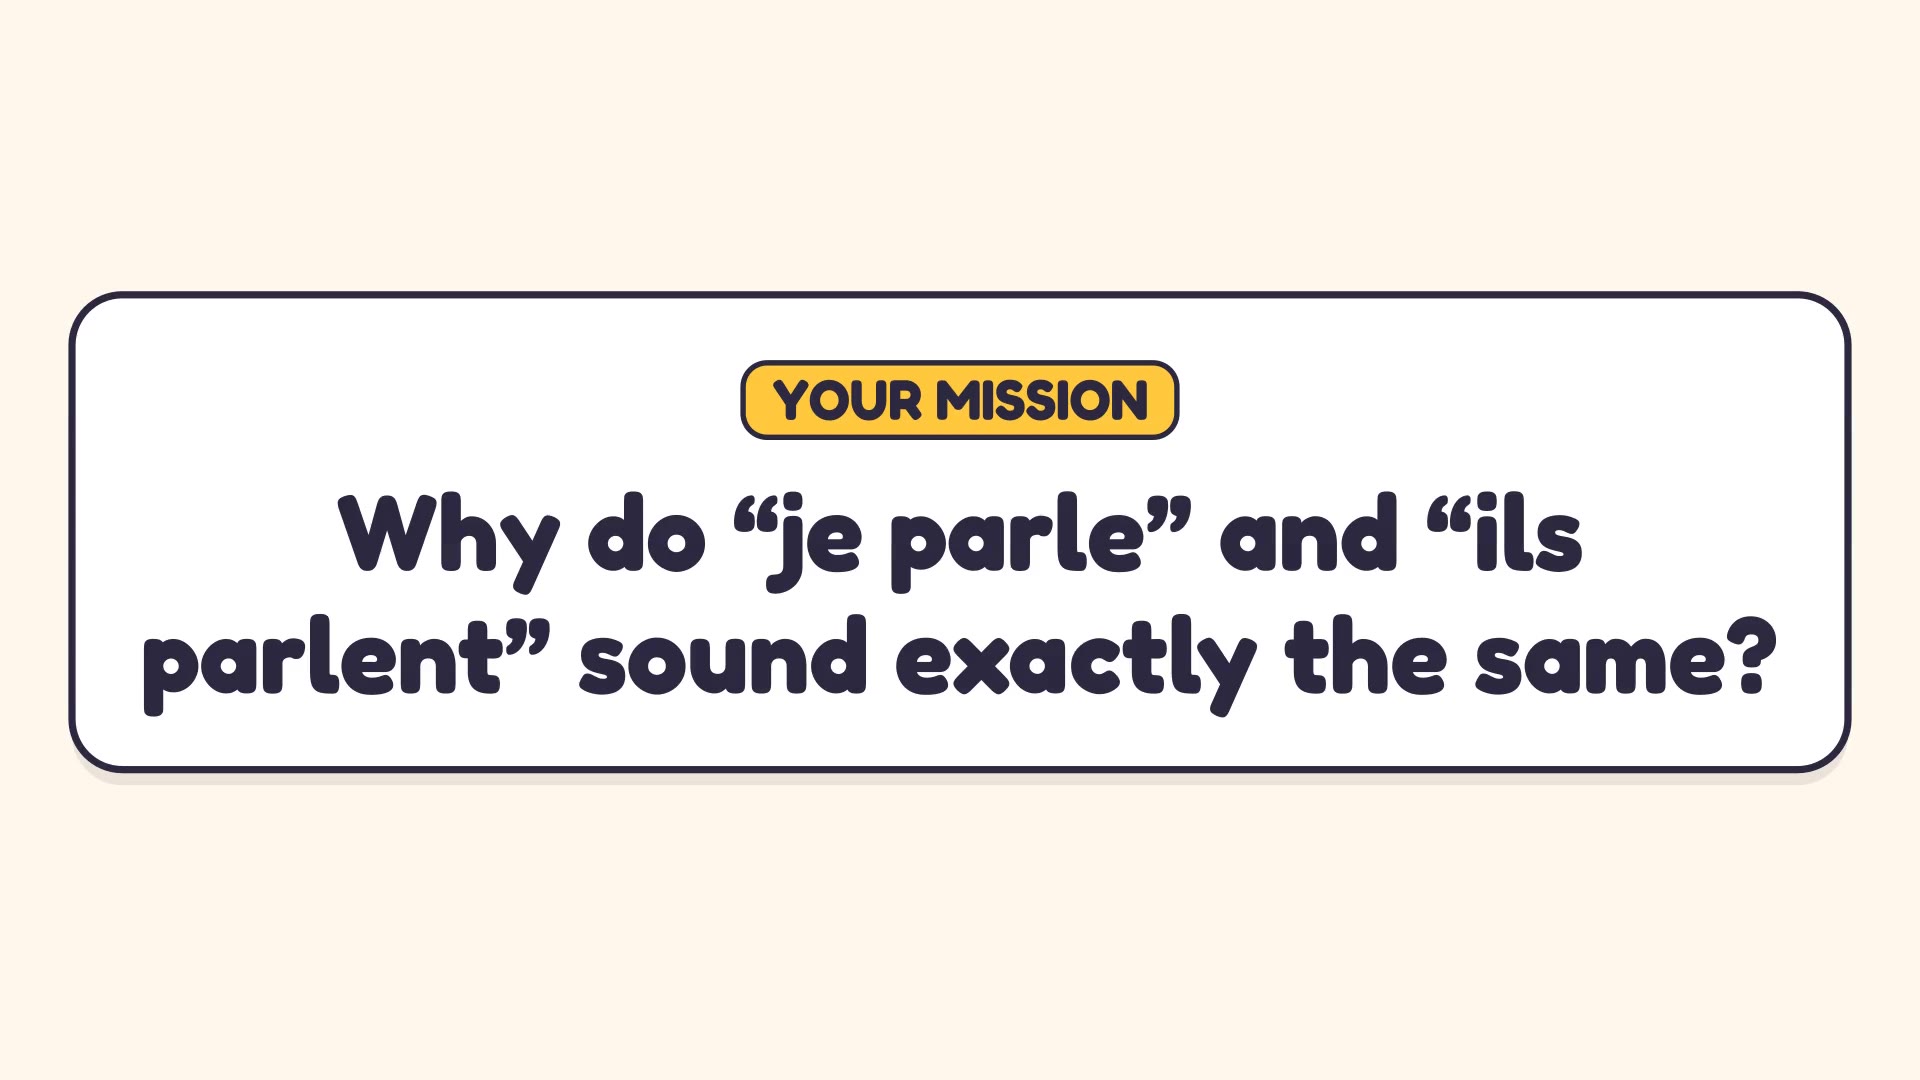 YOUR MISSION
Why do “je parle” and “ils
parlent” sound exactly the same?